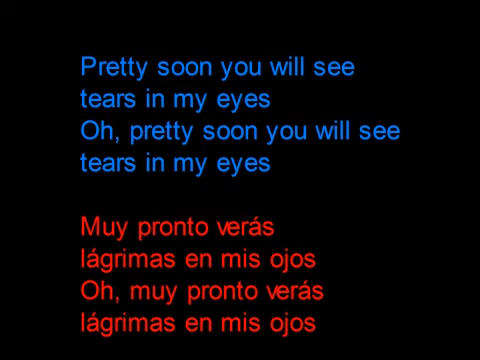 Pretty soon you will see
tears in my eyes
Oh, pretty soon you will see
tears in my eyes
Muy pronto verás
lágrimas en mis ojos
Oh, muy pronto verás
lágrimas en mis ojos